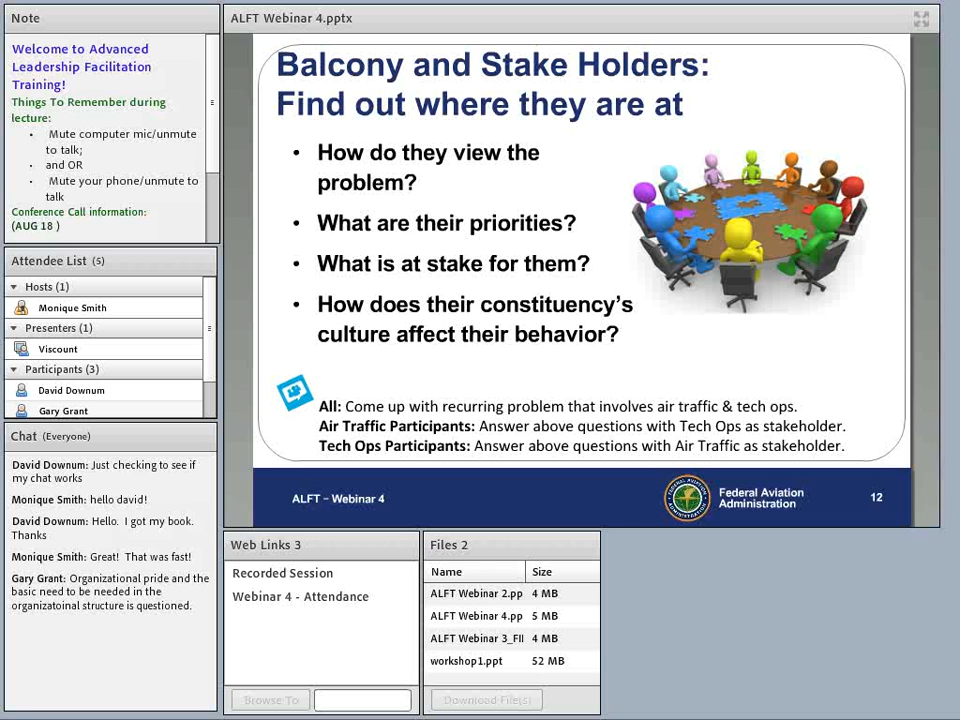 Note
Welcome to Advanced
Leadership Facilitation
Training!
Things To Remember during
lecture:
• Mute computer mic/unmute
to talk;
• and OR
• Mute your phone/unmute to
talk
Conference Call information:
(AUG 18 )
Attendee List (5)
Hosts (1)
Monique Smith
Presenters (1)
Viscount
Participants (3)
David Downum
Gary Grant
Chat (Everyone)
David Downum: Just checking to see if
my chat works
Monique Smith: hello david!
David Downum: Hello. I got my book.
Thanks
Monique Smith: Great! That was fast!
Gary Grant: Organizational pride and the
basic need to be needed in the
organizatoinal structure is questioned.
ALFT Webinar 4.pptx
Balcony and Stake Holders:
Find out where they are at
• How do they view the
problem?
• What are their priorities?
• What is at stake for them?
• How does their constituency's
culture affect their behavior?
All: Come up with recurring problem that involves air traffic & tech ops.
Air Traffic Participants: Answer above questions with Tech Ops as stakeholder.
Tech Ops Participants: Answer above questions with Air Traffic as stakeholder.
ALFT – Webinar 4
Federal Aviation
Administration
12
Web Links 3
Recorded Session
Webinar 4 - Attendance
Browse To
Files 2
Name Size
ALFT Webinar 2.pp 4 MB
ALFT Webinar 4.pp 5 MB
ALFT Webinar 3_FII 4 MB
workshop1.ppt 52 MB
Download File(s)